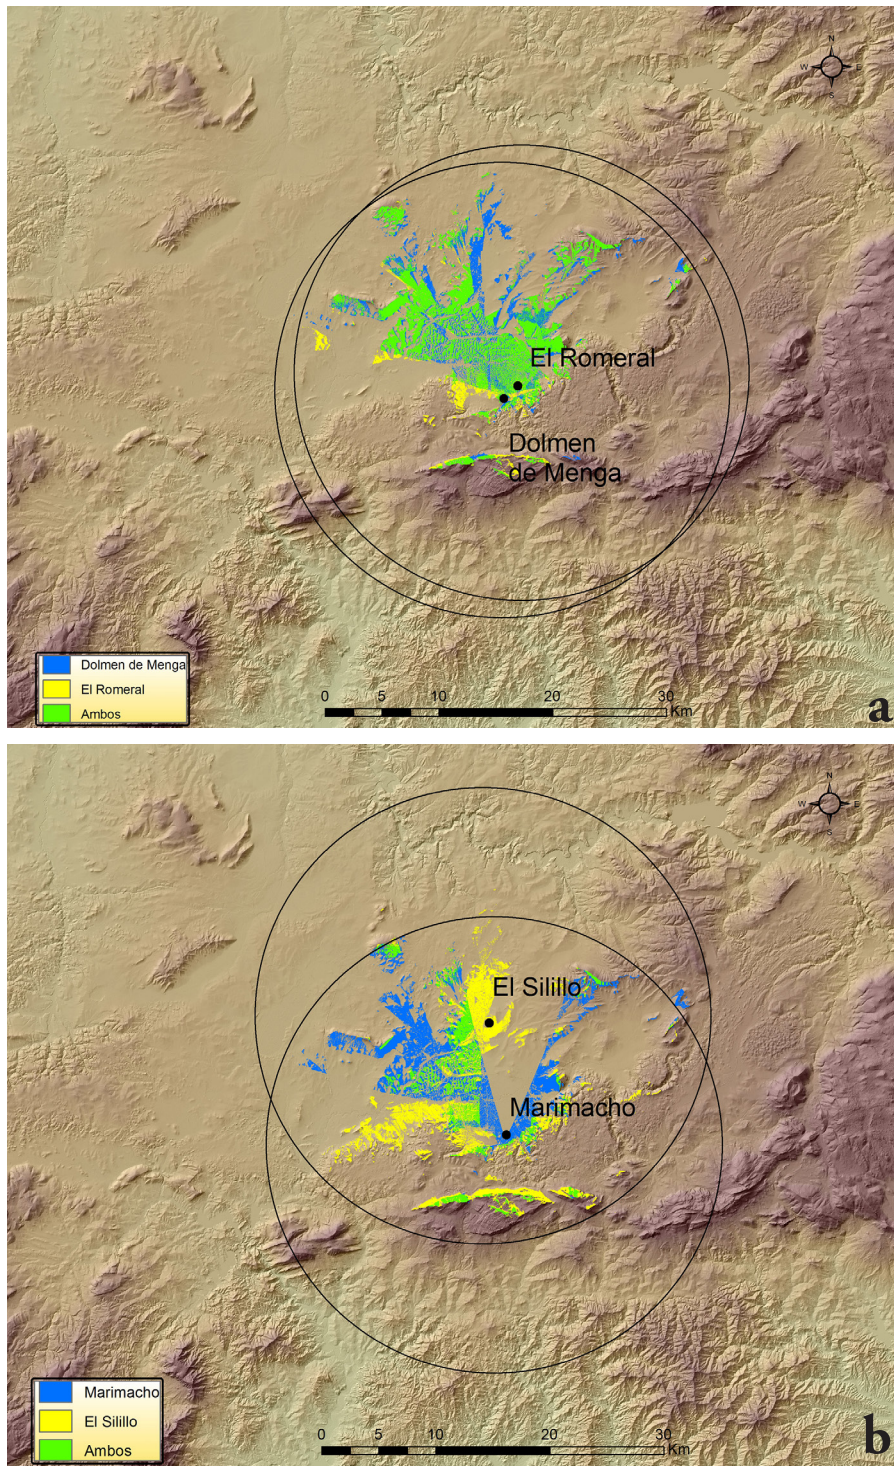 N
W E
S
El Romeral
Dolmen
de Menga
Dolmen de Menga
El Romeral
Ambos
0 5 10 20 30
Km
a
N
W E
S
El Silillo
Marimacho
Marimacho
El Silillo
Ambos
0 5 10 20 30
Km
b